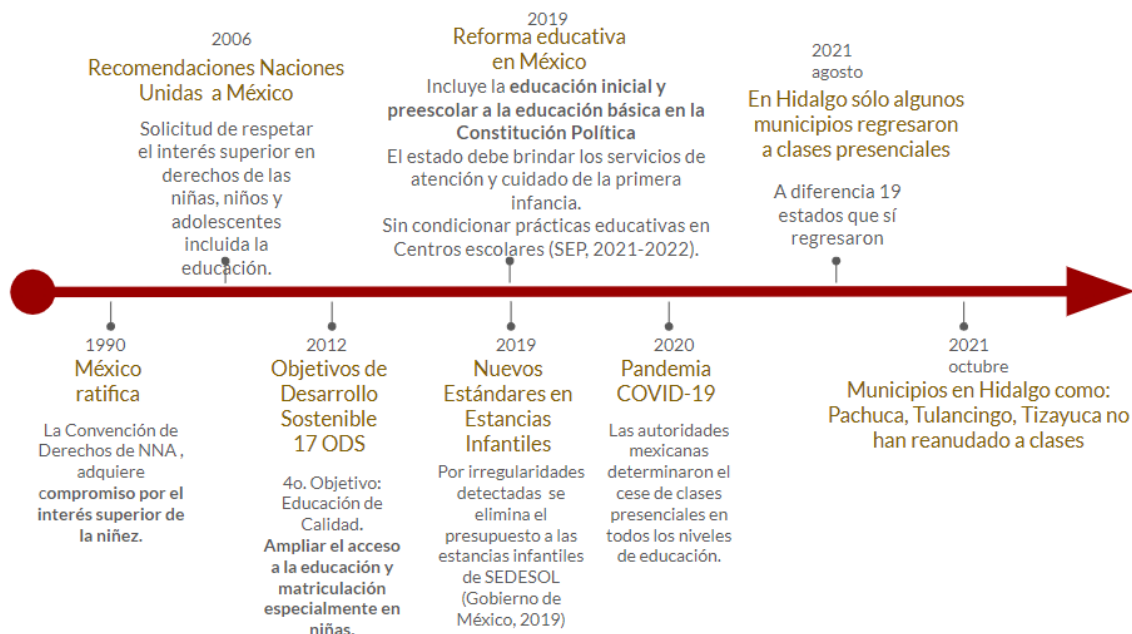 2006
Recomendaciones Naciones
Unidas a México
Solicitud de respetar
el interés superior en
derechos de las
niñas, niños y
adolescentes
incluida la
educación.
2019
Reforma educativa
en México
Incluye la educación inicial y
preescolar a la educación básica en la
Constitución Política
El estado debe brindar los servicios de
atención y cuidado de la primera
infancia.
Sin condicionar prácticas educativas en
Centros escolares (SEP, 2021-2022).
2021
agosto
En Hidalgo sólo algunos
municipios regresaron
a clases presenciales
A diferencia 19
estados que sí
regresaron
1990
México
ratifica
La Convención de
Derechos de NNA ,
adquiere
compromiso por el
interés superior de
la niñez.
2012
Objetivos de
Desarrollo
Sostenible
17 ODS
4o. Objetivo:
Educación de
Calidad.
Ampliar el acceso
a la educación y
matriculación
especialmente en
niñas.
2019
Nuevos
Estándares en
Estancias
Infantiles
Por irregularidades
detectadas se
elimina el
presupuesto a las
estancias infantiles
de SEDESOL
(Gobierno de
México, 2019)
2020
Pandemia
COVID-19
Las autoridades
mexicanas
determinaron el
cese de clases
presenciales en
todos los niveles
de educación.
2021
octubre
Municipios en Hidalgo como:
Pachuca, Tulancingo, Tizayuca no
han reanudado a clases